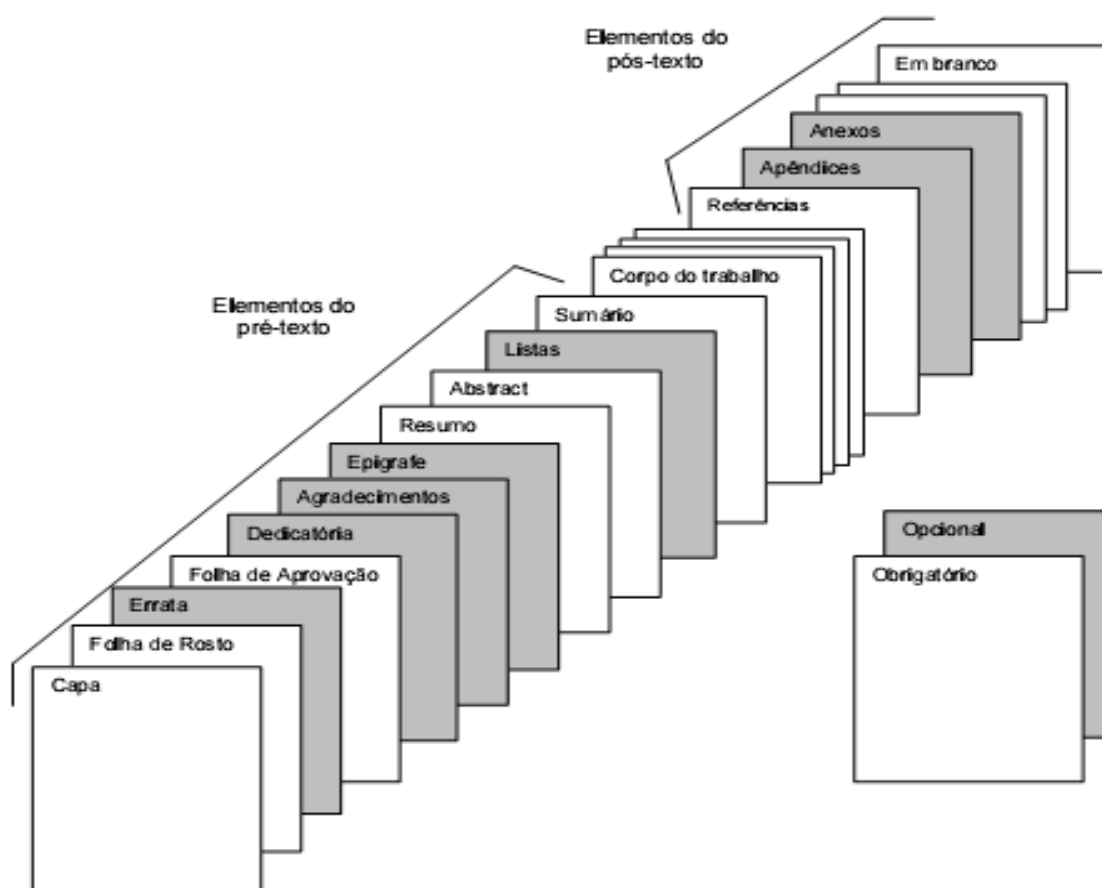 Elementos do
pós-texto
Em branco
Anexos
Apêndices
Referências
Corpo do trabalho
Elementos do
pré-texto
Sumário
Listas
Abstract
Resumo
Epígrafe
Agradecimentos
Dedicatória
Folha de Aprovação
Errata
Folha de Rosto
Capa
Opcional
Obrigatório